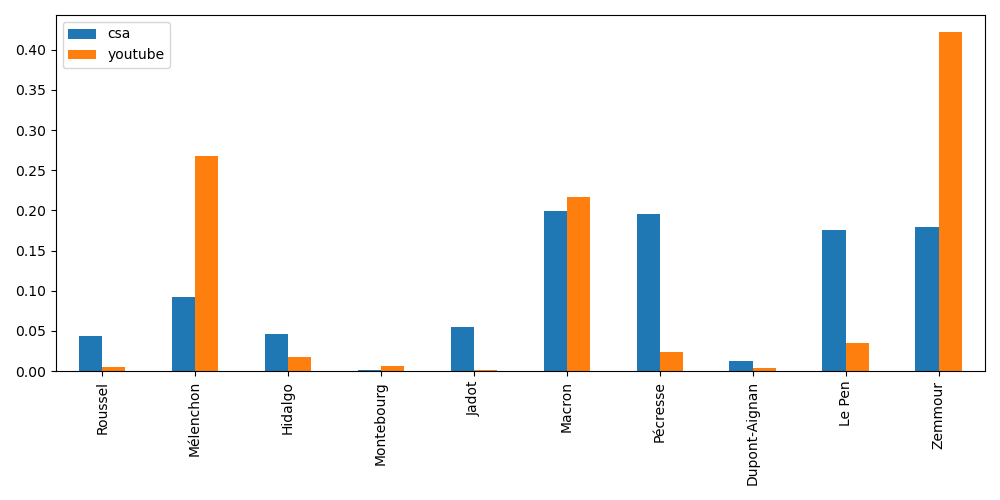 csa
youtube
0.40
0.35
0.30
0.25
0.20
0.15
0.10
0.05
0.00
Roussel
Mélenchon
Hidalgo
Montebourg
Jadot
Macron
Pécresse
Dupont-Aignan
Le Pen
Zemmour